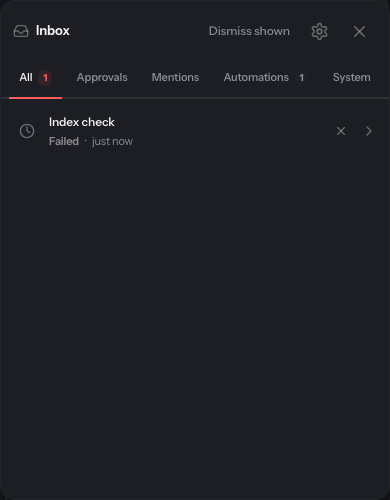 Inbox Dismiss shown
All 1 Approvals Mentions Automations 1 System
Index check
Failed · just now